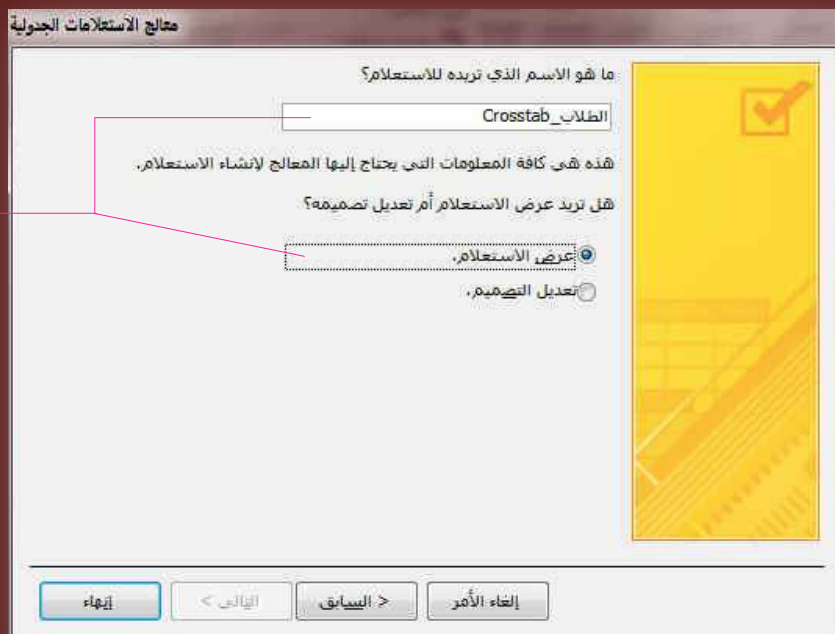 معالج الاستعلامات الجدولية
ما هو الاسم الذي تريده للاستعلام؟
الطلاب_Crosstab
هذه هي كافة المعلومات التي يحتاج إليها المعالج لإنشاء الاستعلام.
هل تريد عرض الاستعلام أم تعديل تصميمه؟
عرض الاستعلام.
تعديل التصميم.
إلغاء الأمر
< السابق
التالي >
إنهاء